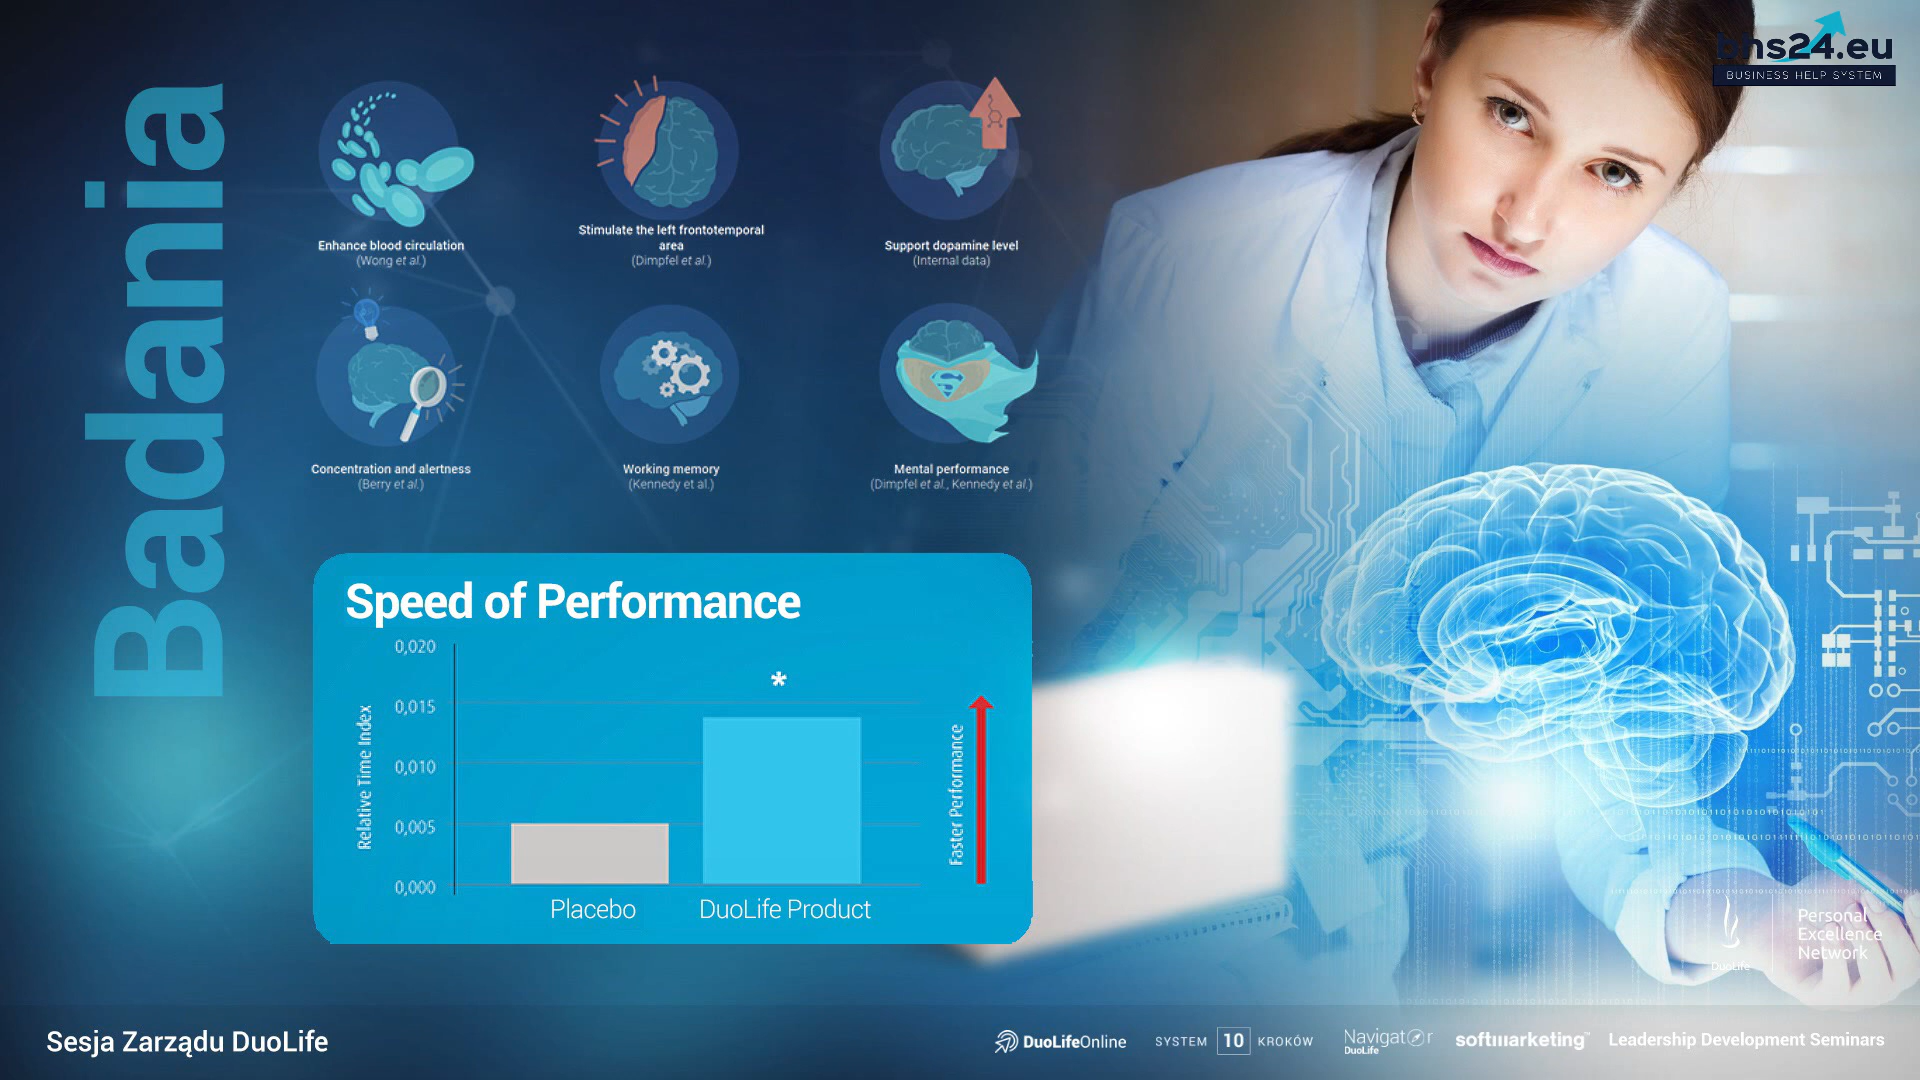 bhs24.eu
BUSINESS HELP SYSTEM
Badania
Enhance blood circulation
(Wong et al.)
Stimulate the left frontotemporal
area
(Dimpfel et al.)
Support dopamine level
(Internal data)
Concentration and alertness
(Berry et al.)
Working memory
(Kennedy et al.)
Mental performance
(Dimpfel et al., Kennedy et al.)
Speed of Performance
Relative Time Index
0,020
0,015
0,010
0,005
0,000
*
Placebo
DuoLife Product
Faster Performance
DuoLife
Personal
Excellence
Network
Sesja Zarządu DuoLife
DuoLifeOnline
SYSTEM 10 KROKÓW
Navigator
DuoLife
softmarketing™
Leadership Development Seminars